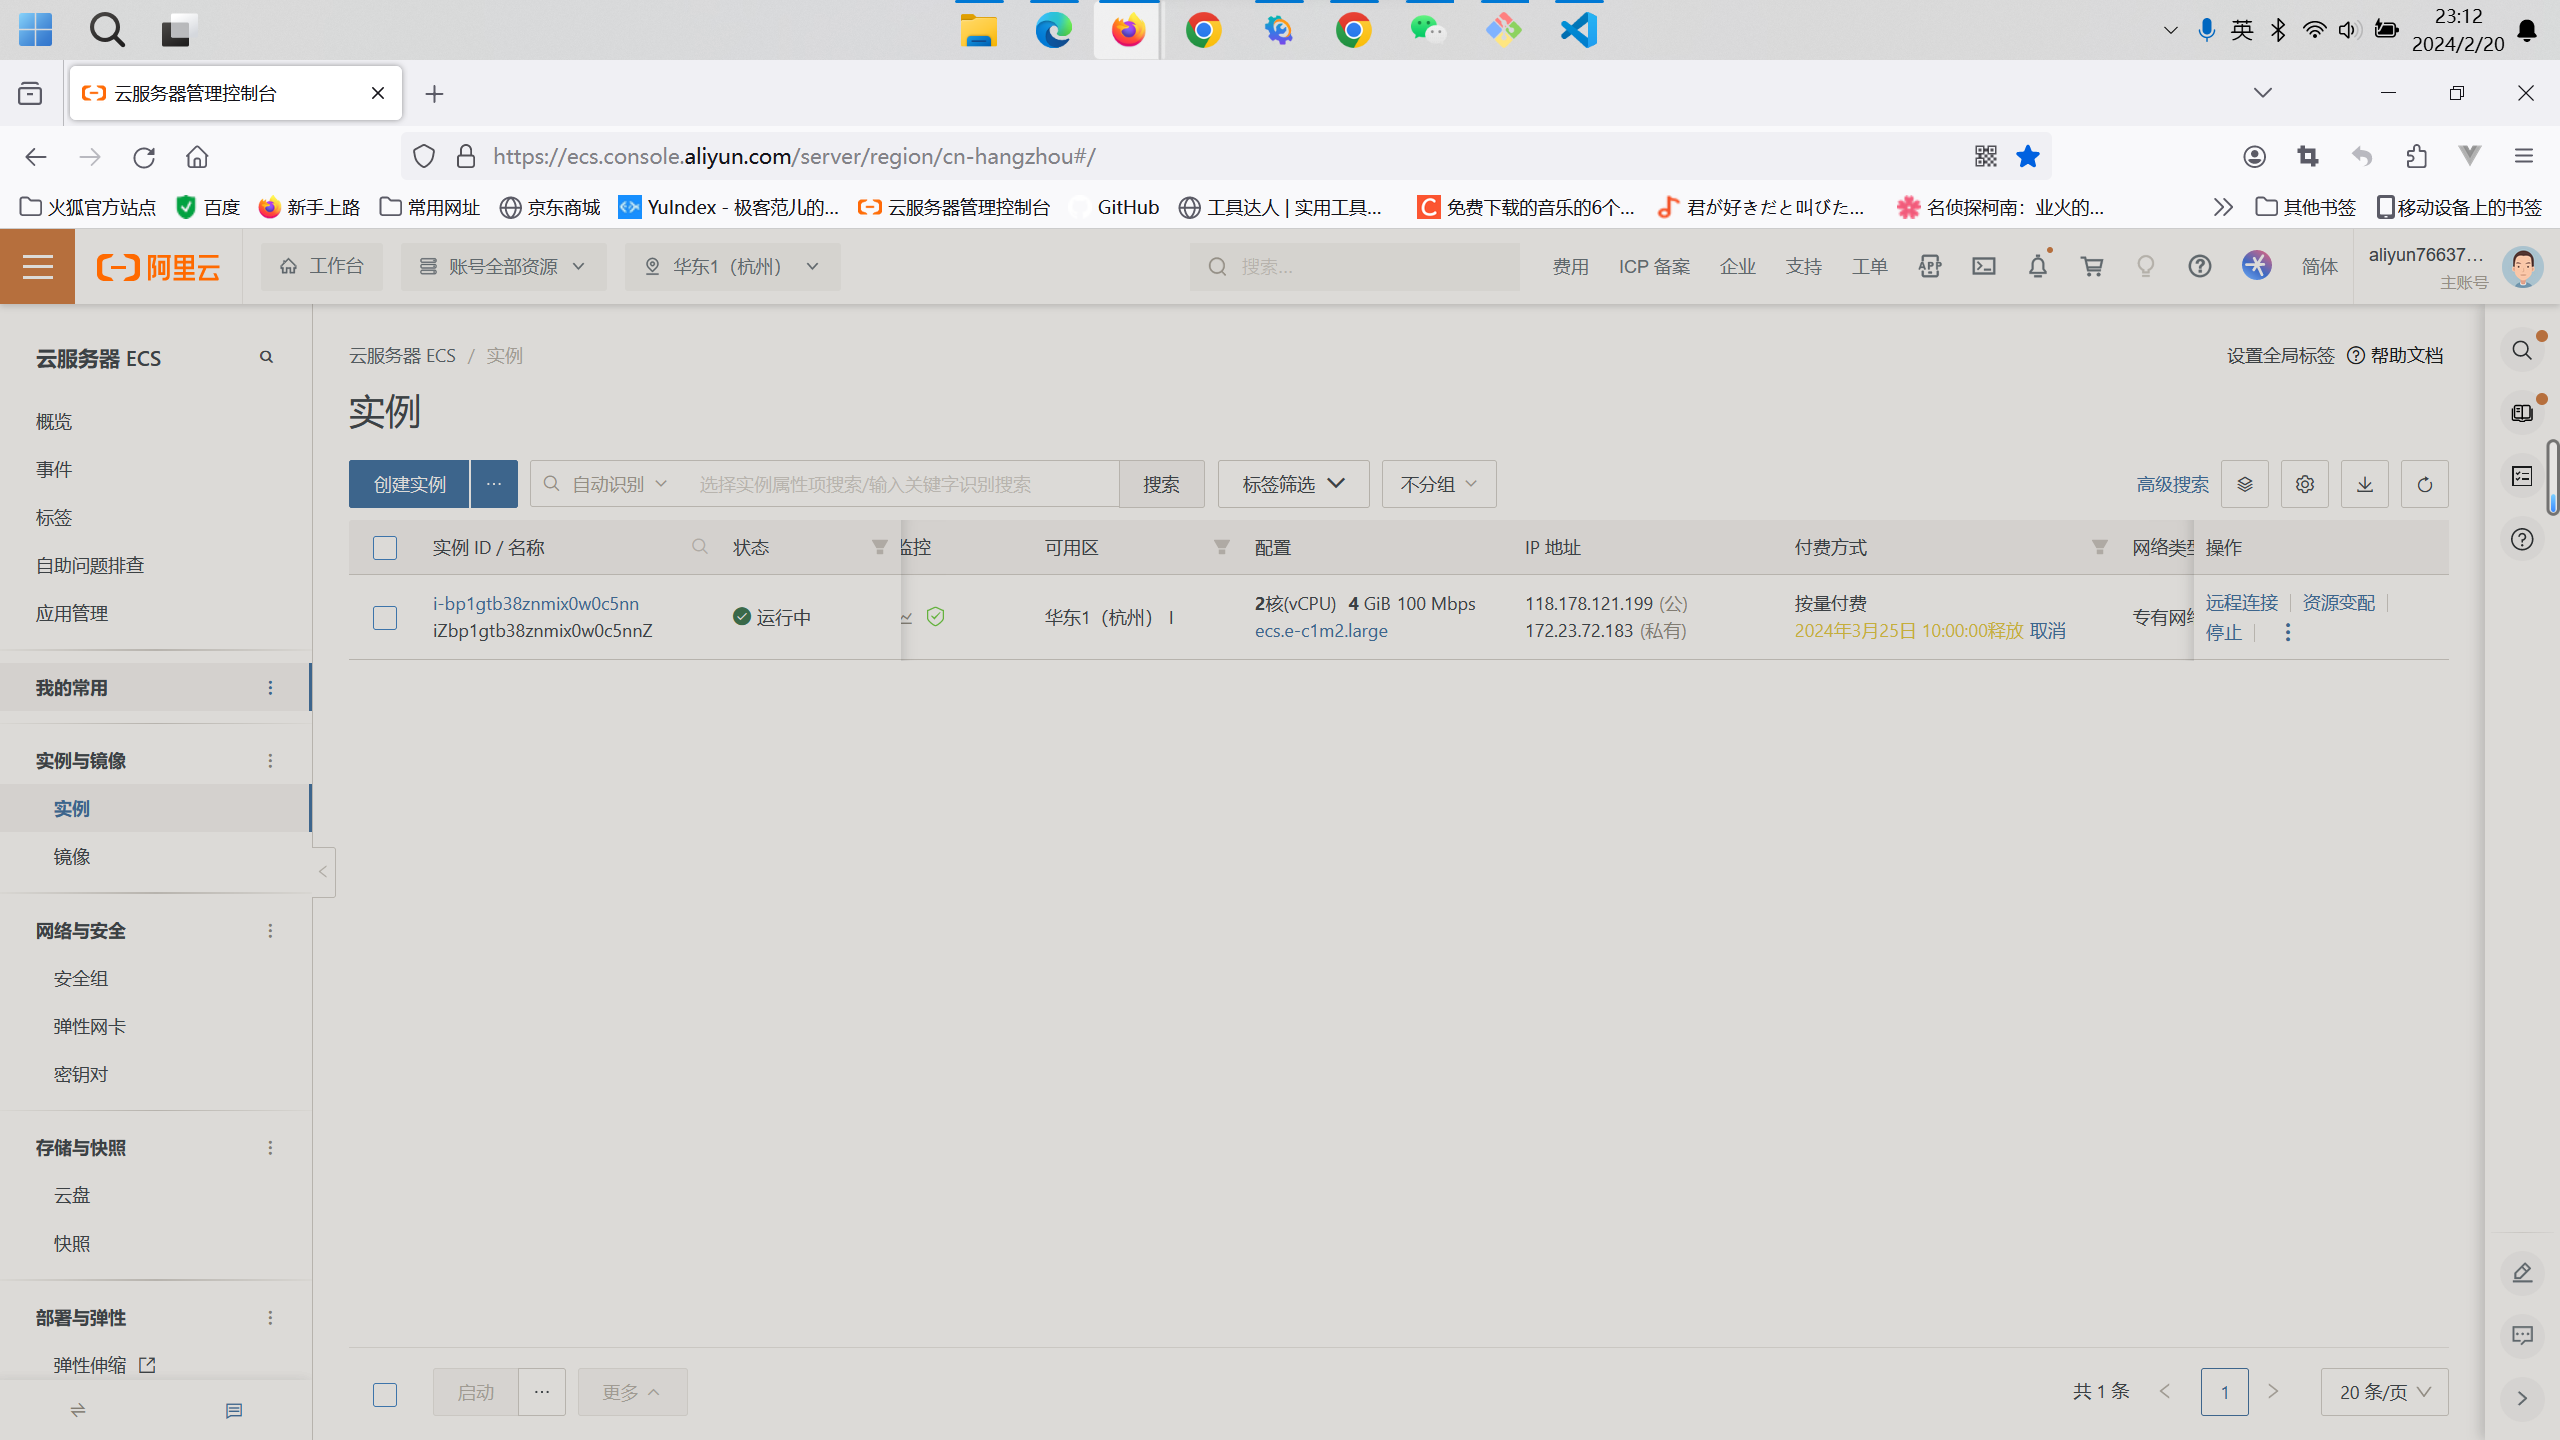 英
23:12
2024/2/20
云服务器管理控制台
https://ecs.console.aliyun.com/server/region/cn-hangzhou#/
火狐官方站点 百度 新手上路 常用网址 京东商城 YuIndex - 极客范儿的... 云服务器管理控制台 GitHub 工具达人 | 实用工具... 免费下载的音乐的6个... 君が好きだと叫びた... 名侦探柯南：业火的... 其他书签 移动设备上的书签
阿里云 工作台 账号全部资源 华东1（杭州） 搜索... 费用 ICP 备案 企业 支持 工单 APP 简体 aliyun76637...
主账号
云服务器 ECS
概览
事件
标签
自助问题排查
应用管理
我的常用
实例与镜像
实例
镜像
网络与安全
安全组
弹性网卡
密钥对
存储与快照
云盘
快照
部署与弹性
弹性伸缩
云服务器 ECS / 实例 设置全局标签 帮助文档
实例
创建实例 ... 自动识别 选择实例属性项搜索/输入关键字识别搜索 搜索 标签筛选 不分组 高级搜索
实例 ID / 名称 状态 监控 可用区 配置 IP 地址 付费方式 网络类型 操作
i-bp1gtb38znmix0w0c5nn
iZbp1gtb38znmix0w0c5nnZ
运行中
华东1（杭州） I
2核(vCPU) 4 GiB 100 Mbps
ecs.e-c1m2.large
118.178.121.199 (公)
172.23.72.183 (私有)
按量付费
2024年3月25日 10:00:00释放 取消
专有网络
远程连接 资源变配
停止
启动 ... 更多 共 1 条 1 20 条/页